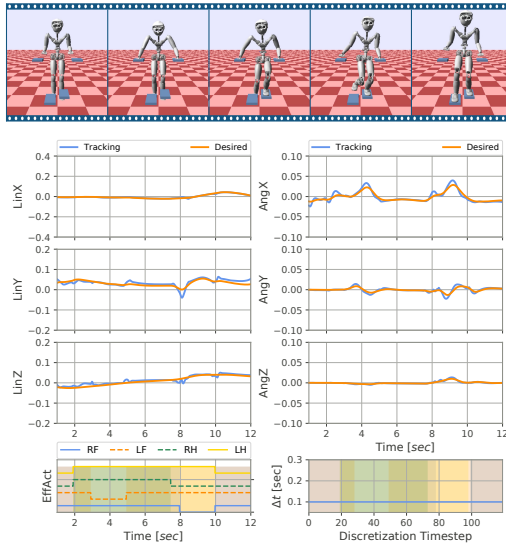 Tracking Desired
Tracking Desired
LinX
0.4
0.2
0.0
−0.2
−0.4
AngX
0.10
0.05
0.00
−0.05
−0.10
LinY
0.2
0.1
0.0
−0.1
−0.2
AngY
0.10
0.05
0.00
−0.05
−0.10
LinZ
0.2
0.1
0.0
−0.1
−0.2
2 4 6 8 10 12
AngZ
0.10
0.05
0.00
−0.05
−0.10
2 4 6 8 10 12
Time [sec]
RF LF RH LH
EffAct
2 4 6 8 10 12
Time [sec]
Δt [sec]
0.3
0.2
0.1
0 20 40 60 80 100
Discretization Timestep